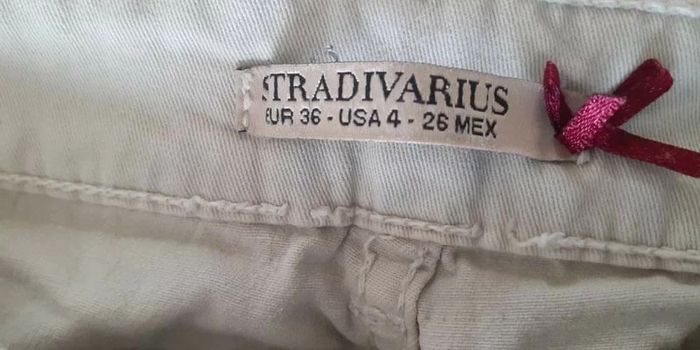 STRADIVARIUS
EUR 36 - USA 4 - 26 MEX